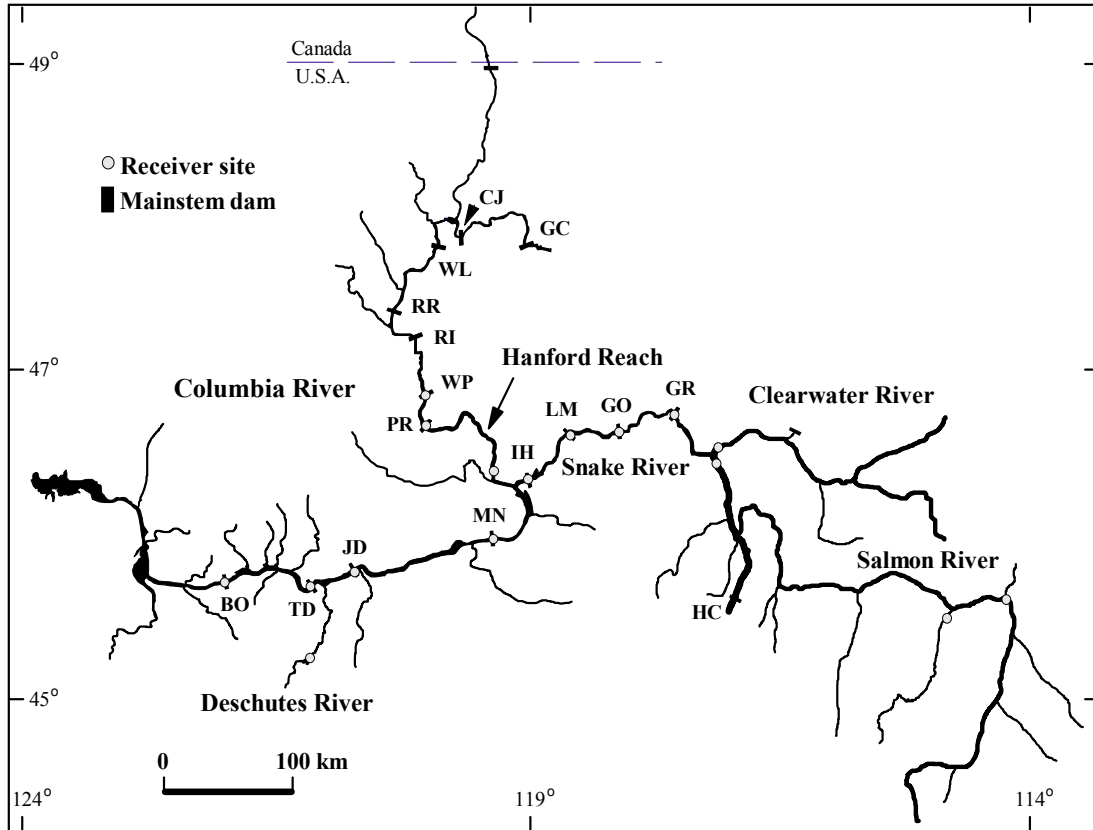 Canada
49°
U.S.A.
Receiver site
Mainstem dam
CJ
GC
WL
RR
RI
Hanford Reach
47°
WP
Columbia River
GR
Clearwater River
LM
GO
PR
IH
Snake River
MN
JD
Salmon River
BO
TD
HC
45°
Deschutes River
0
100 km
124°
119°
114°